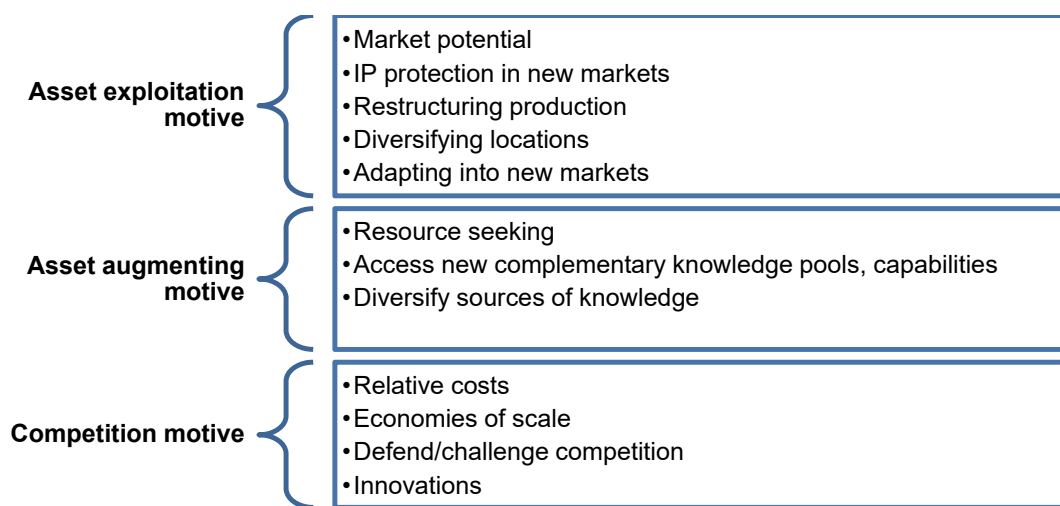 Asset exploitation
motive
•Market potential
•IP protection in new markets
•Restructuring production
•Diversifying locations
•Adapting into new markets
Asset augmenting
motive
•Resource seeking
•Access new complementary knowledge pools, capabilities
•Diversify sources of knowledge
Competition motive
•Relative costs
•Economies of scale
•Defend/challenge competition
•Innovations